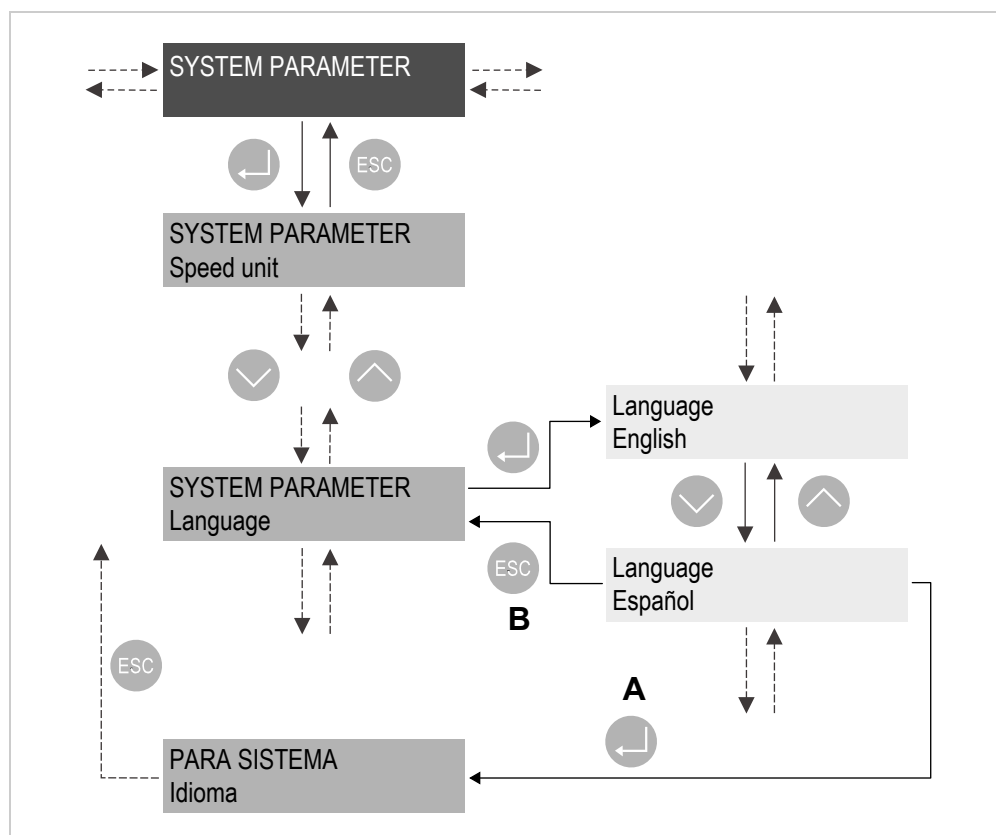 SYSTEM PARAMETER
ESC
SYSTEM PARAMETER
Speed unit
Language
English
SYSTEM PARAMETER
Language
ESC
B
Language
Español
ESC
A
PARA SISTEMA
Idioma